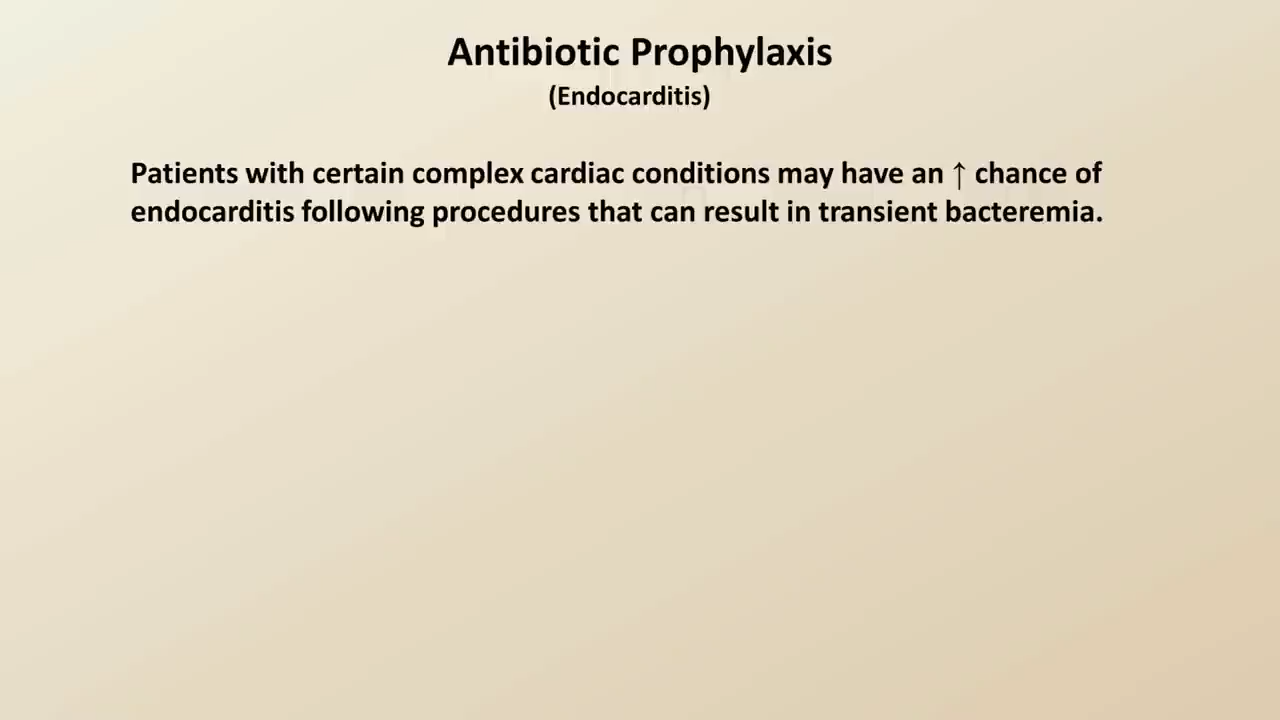 Antibiotic Prophylaxis
(Endocarditis)
Patients with certain complex cardiac conditions may have an ↑ chance of
endocarditis following procedures that can result in transient bacteremia.